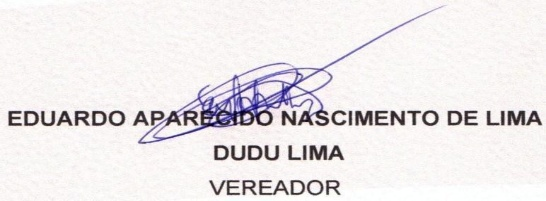 EDUARDO APARECIDO NASCIMENTO DE LIMA
DUDU LIMA
VEREADOR